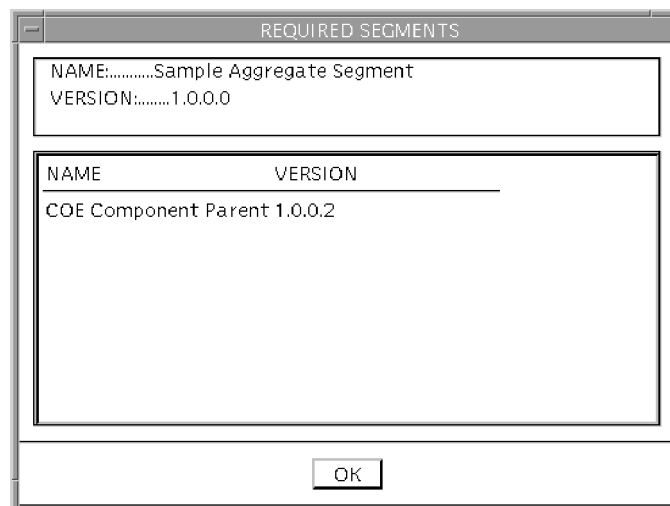 REQUIRED SEGMENTS
NAME:...........Sample Aggregate Segment
VERSION:........1.0.0.0
NAME VERSION
COE Component Parent 1.0.0.2
OK